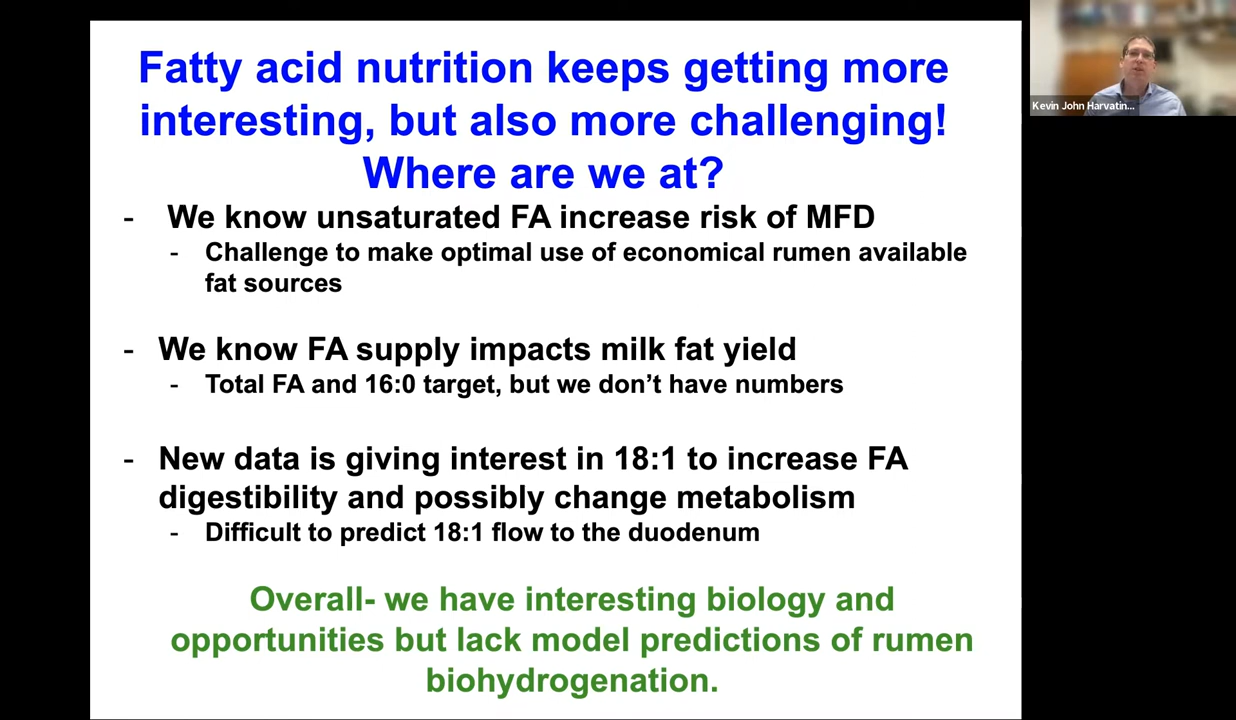 Fatty acid nutrition keeps getting more
interesting, but also more challenging!
Where are we at?
- We know unsaturated FA increase risk of MFD
- Challenge to make optimal use of economical rumen available
fat sources
- We know FA supply impacts milk fat yield
- Total FA and 16:0 target, but we don’t have numbers
- New data is giving interest in 18:1 to increase FA
digestibility and possibly change metabolism
- Difficult to predict 18:1 flow to the duodenum
Overall- we have interesting biology and
opportunities but lack model predictions of rumen
biohydrogenation.
Kevin John Harvatin...